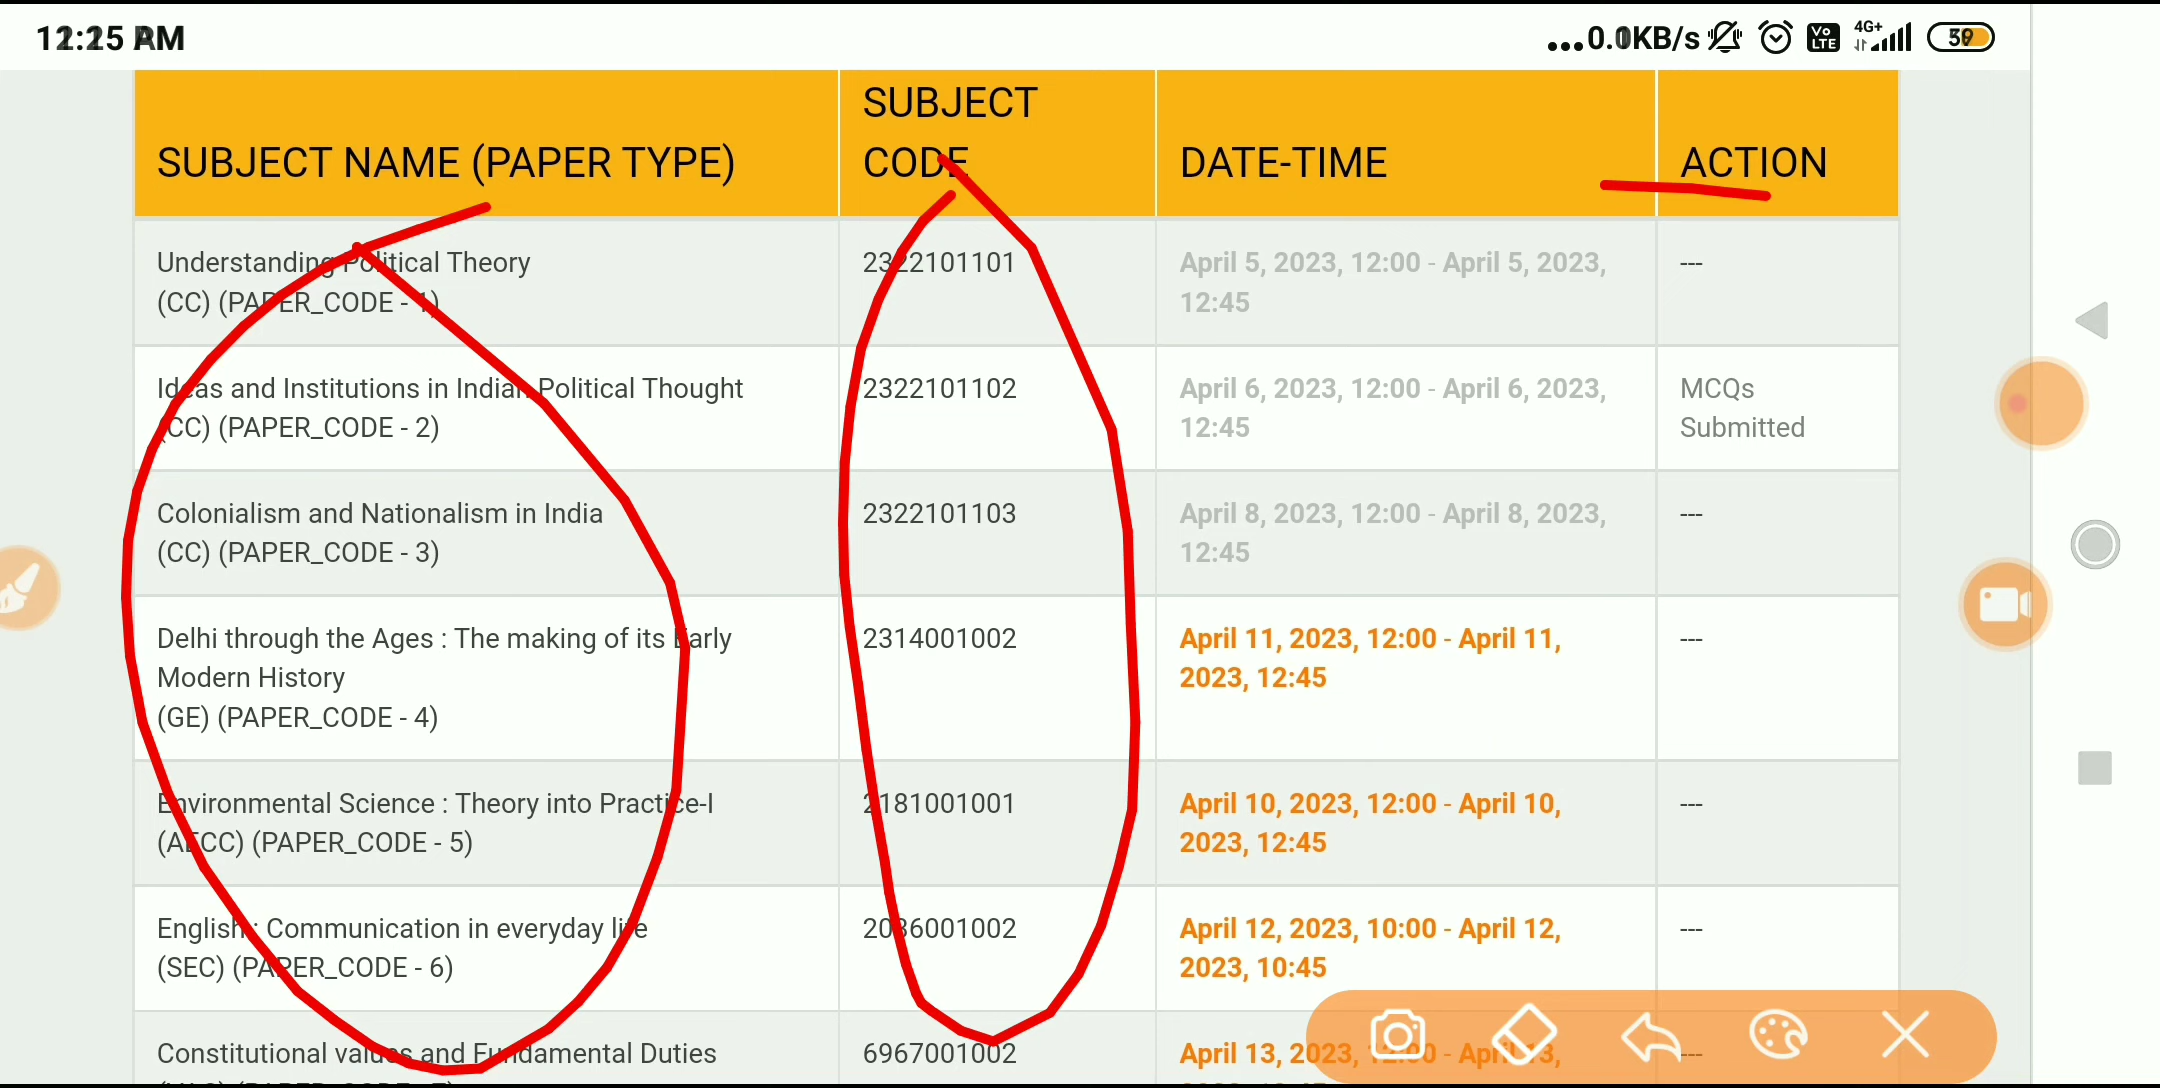 AM
0.0KB/s
Vo LTE
4G+
SUBJECT NAME (PAPER TYPE)
SUBJECT
CODE
DATE-TIME
ACTION
Understanding Political Theory
(CC) (PAPER_CODE - 1)
2322101101
April 5, 2023, 12:00 - April 5, 2023,
12:45
---
Ideas and Institutions in Indian Political Thought
(CC) (PAPER_CODE - 2)
2322101102
April 6, 2023, 12:00 - April 6, 2023,
12:45
MCQs
Submitted
Colonialism and Nationalism in India
(CC) (PAPER_CODE - 3)
2322101103
April 8, 2023, 12:00 - April 8, 2023,
12:45
---
Delhi through the Ages : The making of its Early
Modern History
(GE) (PAPER_CODE - 4)
2314001002
April 11, 2023, 12:00 - April 11,
2023, 12:45
---
Environmental Science : Theory into Practice-I
(AECC) (PAPER_CODE - 5)
2181001001
April 10, 2023, 12:00 - April 10,
2023, 12:45
---
English : Communication in everyday life
(SEC) (PAPER_CODE - 6)
2036001002
April 12, 2023, 10:00 - April 12,
2023, 10:45
---
Constitutional values and Fundamental Duties
6967001002
April 13, 2023, 12:00 - April 13,
---